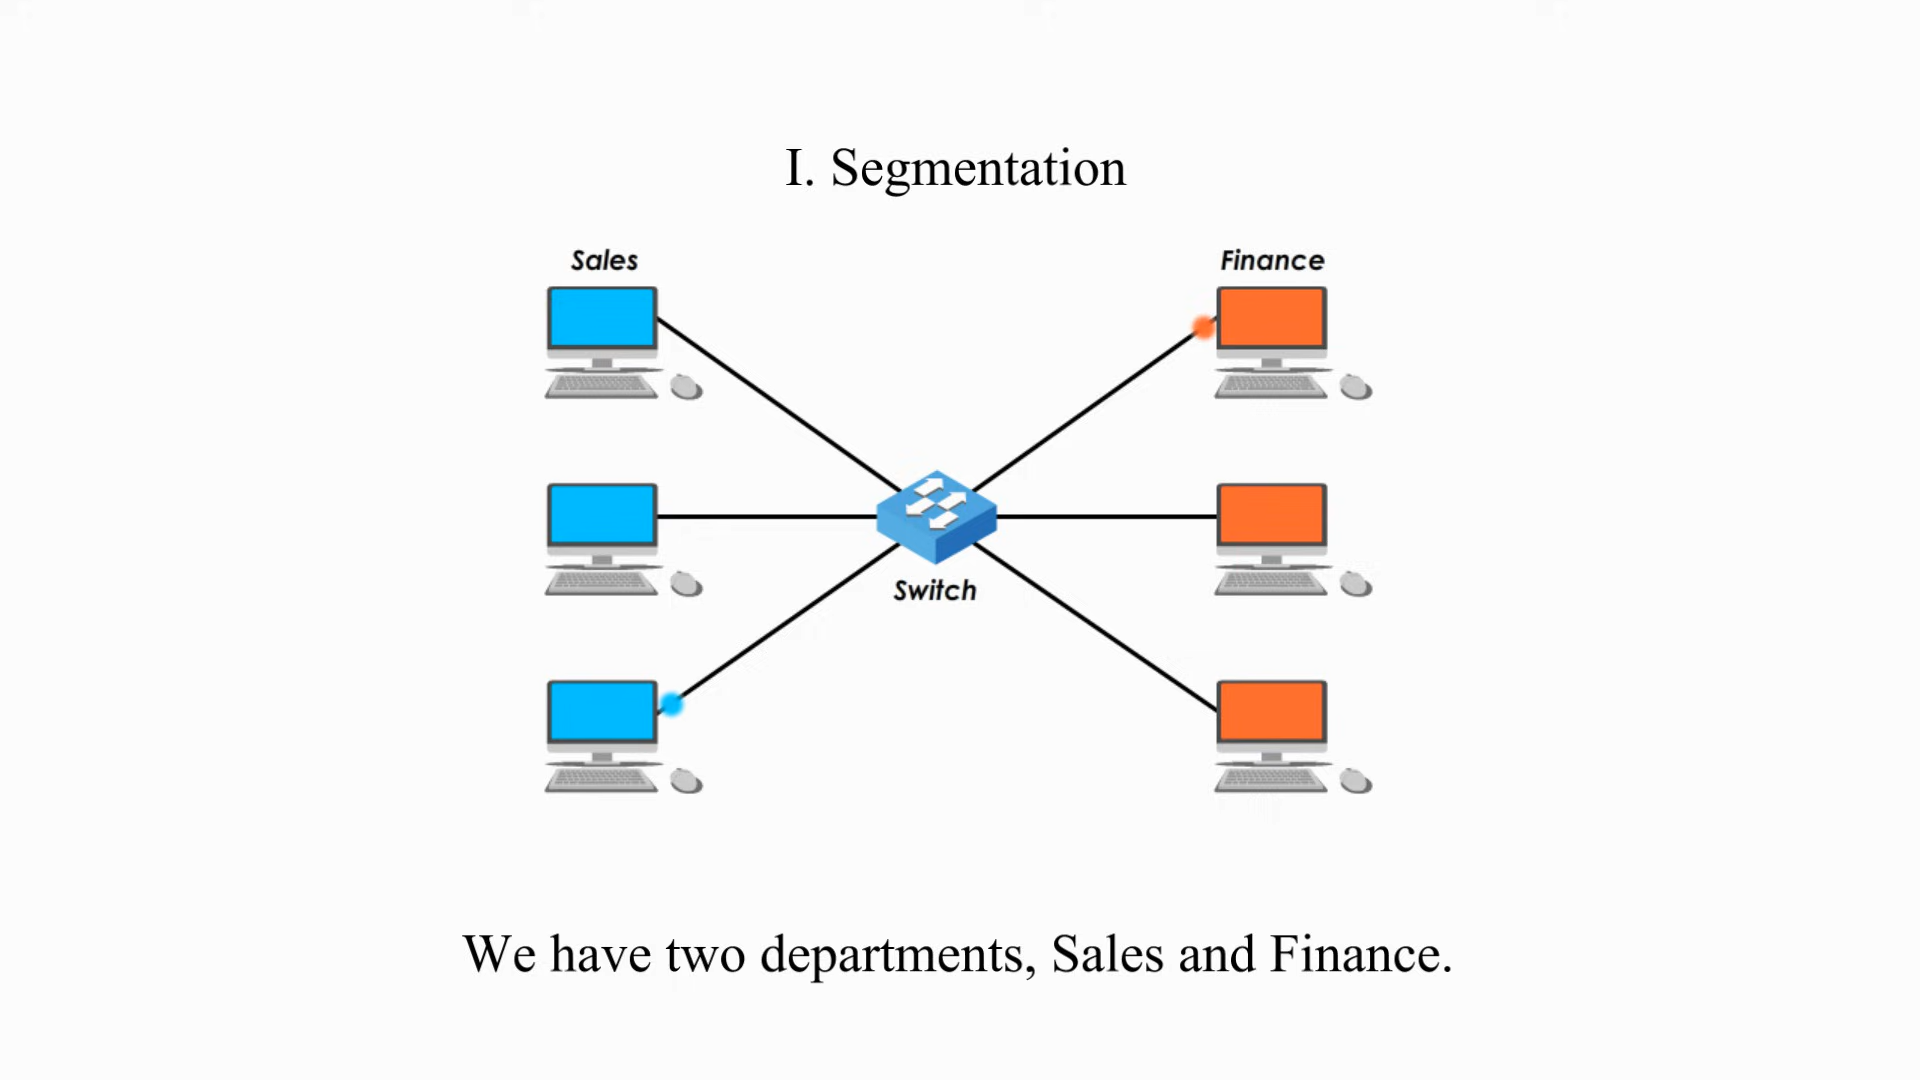 I. Segmentation
Sales
Finance
Switch
We have two departments, Sales and Finance.